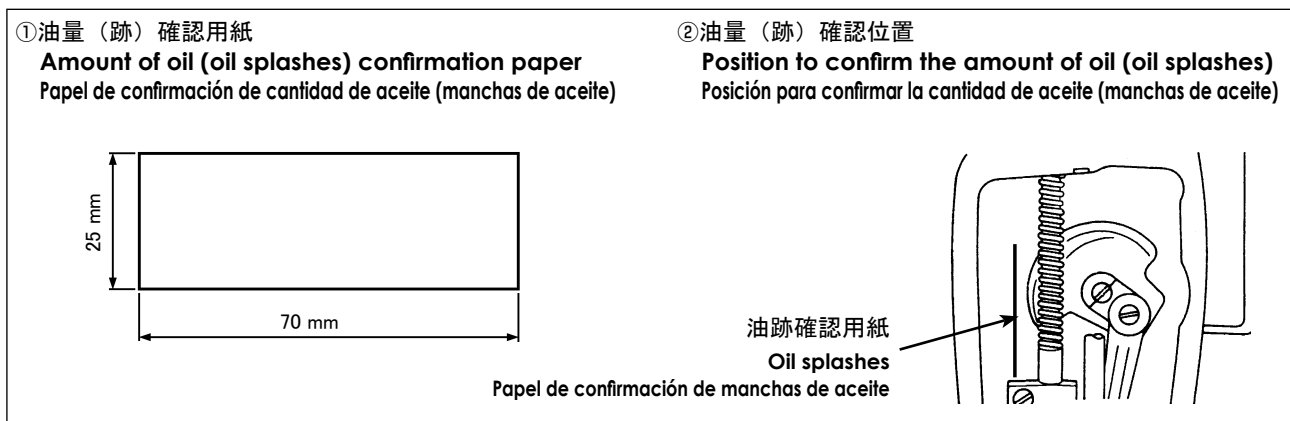 ①油量（跡）確認用紙
Amount of oil (oil splashes) confirmation paper
Papel de confirmación de cantidad de aceite (manchas de aceite)
25 mm
70 mm
②油量（跡）確認位置
Position to confirm the amount of oil (oil splashes)
Posición para confirmar la cantidad de aceite (manchas de aceite)
油跡確認用紙
Oil splashes
Papel de confirmación de manchas de aceite